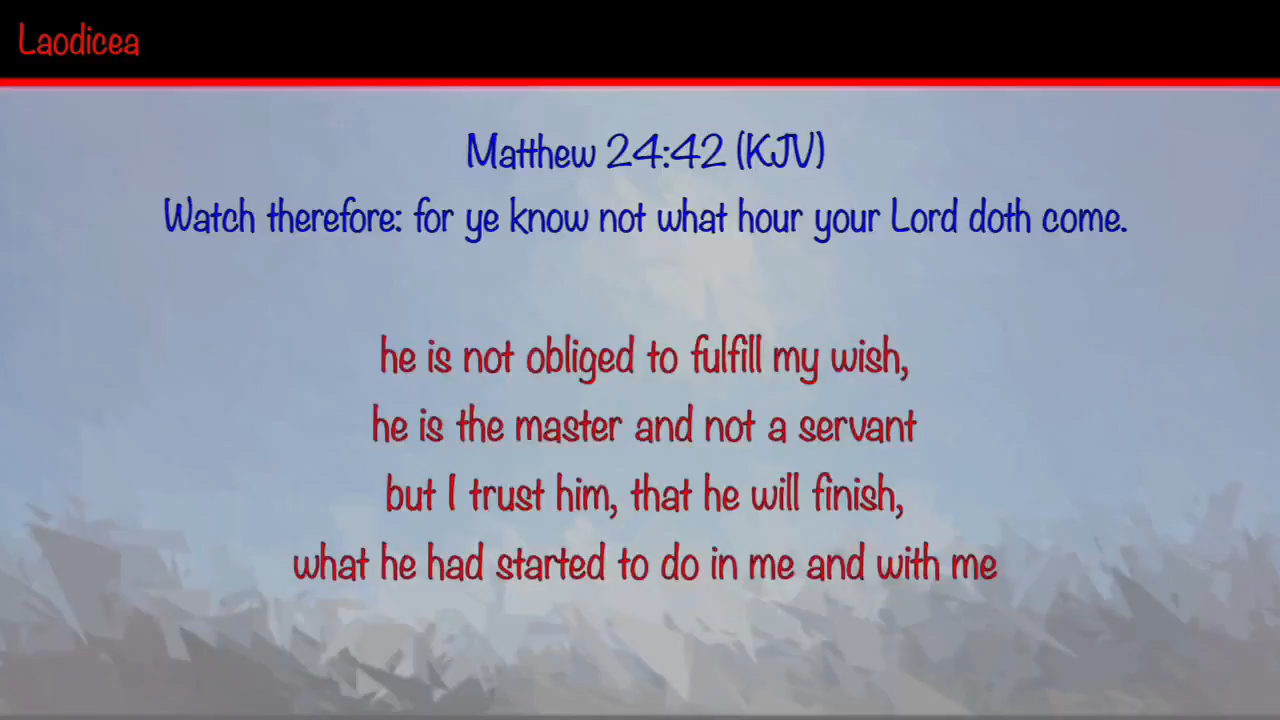 Laodicea
Matthew 24:42 (KJV)
Watch therefore: for ye know not what hour your Lord doth come.
he is not obliged to fulfill my wish,
he is the master and not a servant
but I trust him, that he will finish,
what he had started to do in me and with me